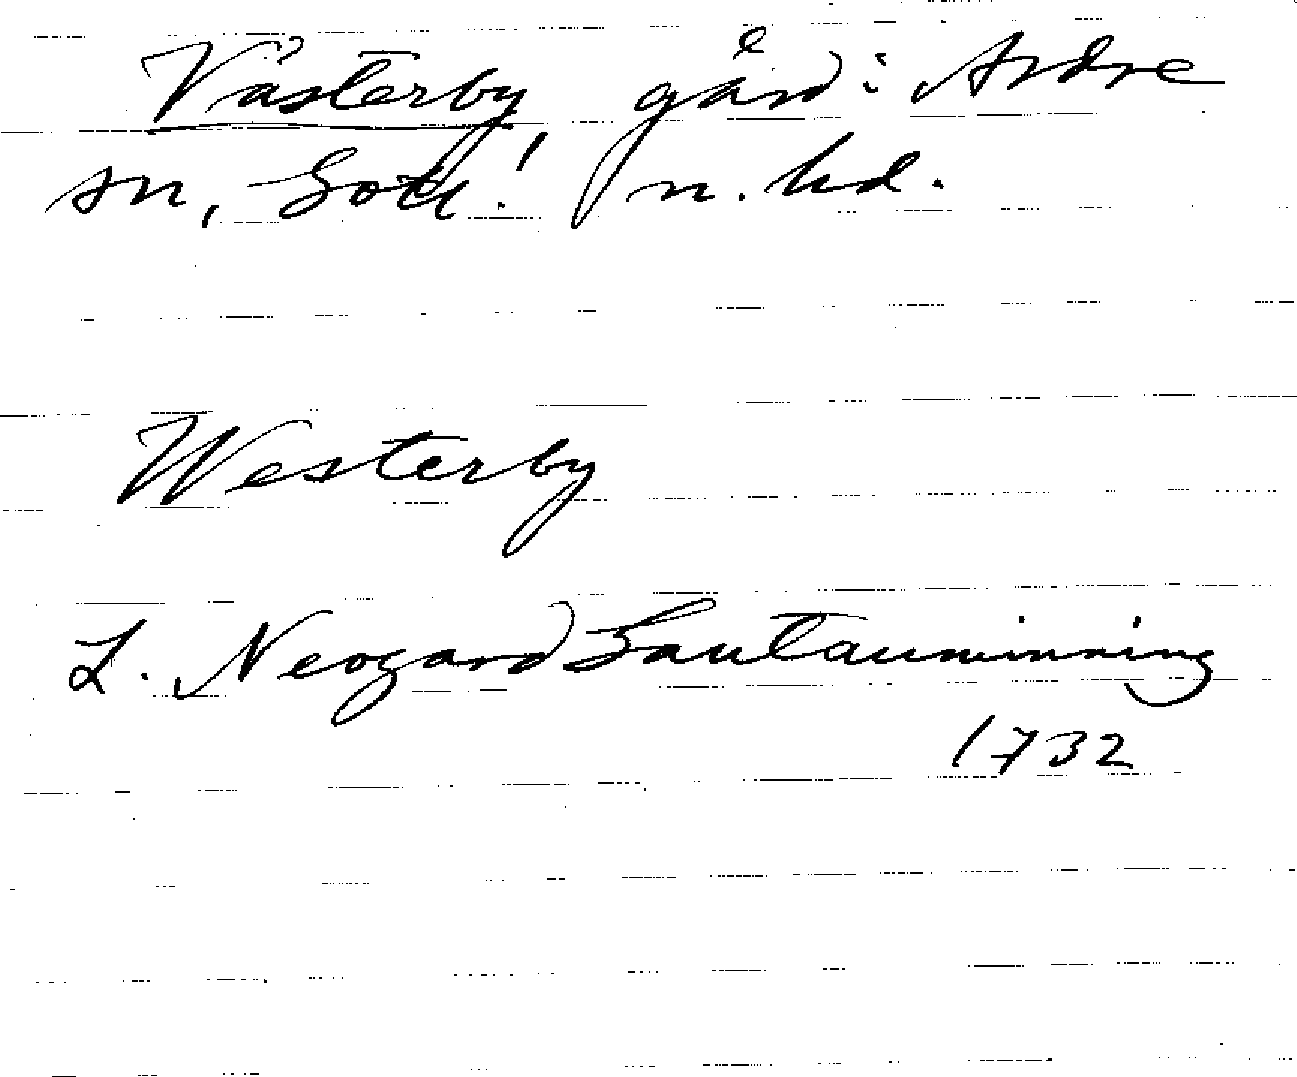 Västerby gård i Ardre
sn, Gotl. n. hd.
Westerby
L. Neogard Gautauminning
1732